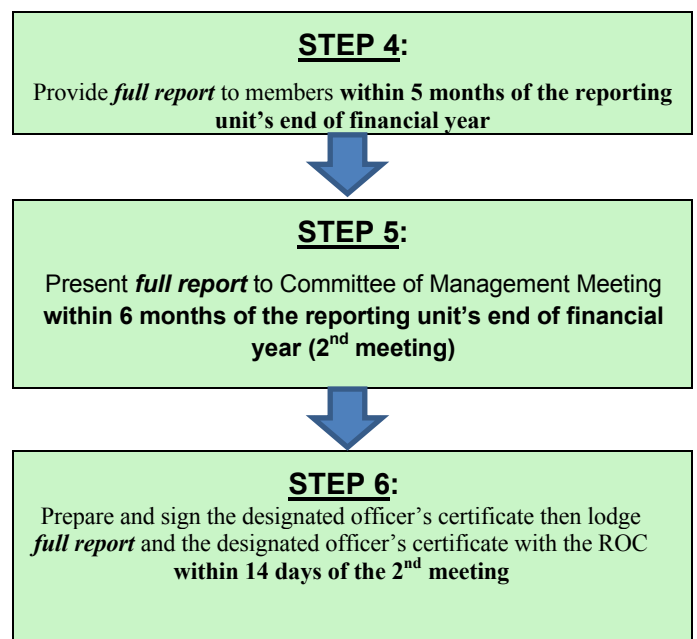 STEP 4:
Provide full report to members within 5 months of the reporting
unit's end of financial year
STEP 5:
Present full report to Committee of Management Meeting
within 6 months of the reporting unit's end of financial
year (2nd meeting)
STEP 6:
Prepare and sign the designated officer's certificate then lodge
full report and the designated officer's certificate with the ROC
within 14 days of the 2nd meeting